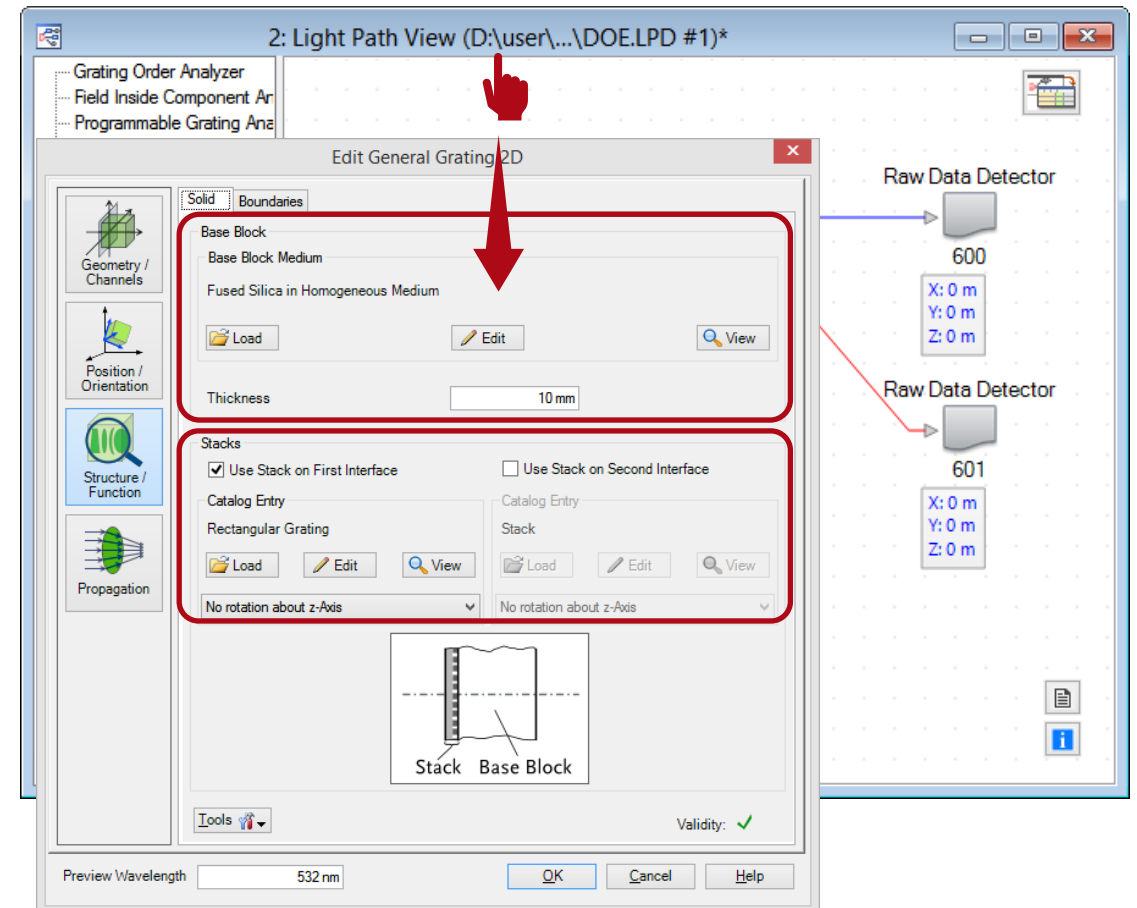 2: Light Path View (D:\user\...\DOE.LPD #1)*
Grating Order Analyzer
Field Inside Component An
Programmable Grating Ana
Edit General Grating 2D
Geometry /
Channels
Position /
Orientation
Structure /
Function
Propagation
Solid Boundaries
Base Block
Base Block Medium
Fused Silica in Homogeneous Medium
Load Edit View
Thickness 10 mm
Stacks
Use Stack on First Interface Use Stack on Second Interface
Catalog Entry Catalog Entry
Rectangular Grating Stack
Load Edit View Load Edit View
No rotation about z-Axis No rotation about z-Axis
Stack Base Block
Tools Validity:
Preview Wavelength 532 nm OK Cancel Help
Raw Data Detector
600
X: 0 m
Y: 0 m
Z: 0 m
Raw Data Detector
601
X: 0 m
Y: 0 m
Z: 0 m